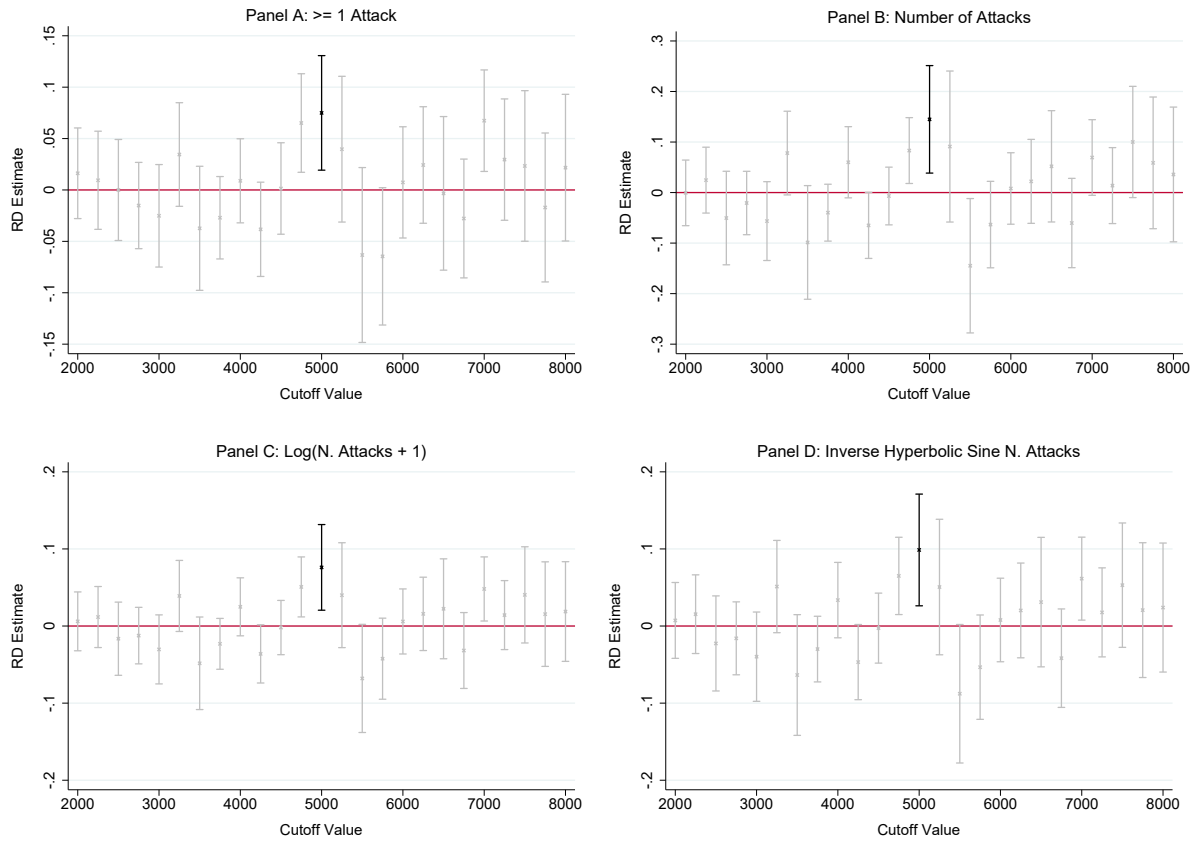 Panel A: >= 1 Attack
RD Estimate
.15
.1
.05
0
-.05
-.1
-.15
2000 3000 4000 5000 6000 7000 8000
Cutoff Value
Panel B: Number of Attacks
RD Estimate
.3
.2
.1
0
-.1
-.2
-.3
2000 3000 4000 5000 6000 7000 8000
Cutoff Value
Panel C: Log(N. Attacks + 1)
RD Estimate
.2
.1
0
-.1
-.2
2000 3000 4000 5000 6000 7000 8000
Cutoff Value
Panel D: Inverse Hyperbolic Sine N. Attacks
RD Estimate
.2
.1
0
-.1
-.2
2000 3000 4000 5000 6000 7000 8000
Cutoff Value